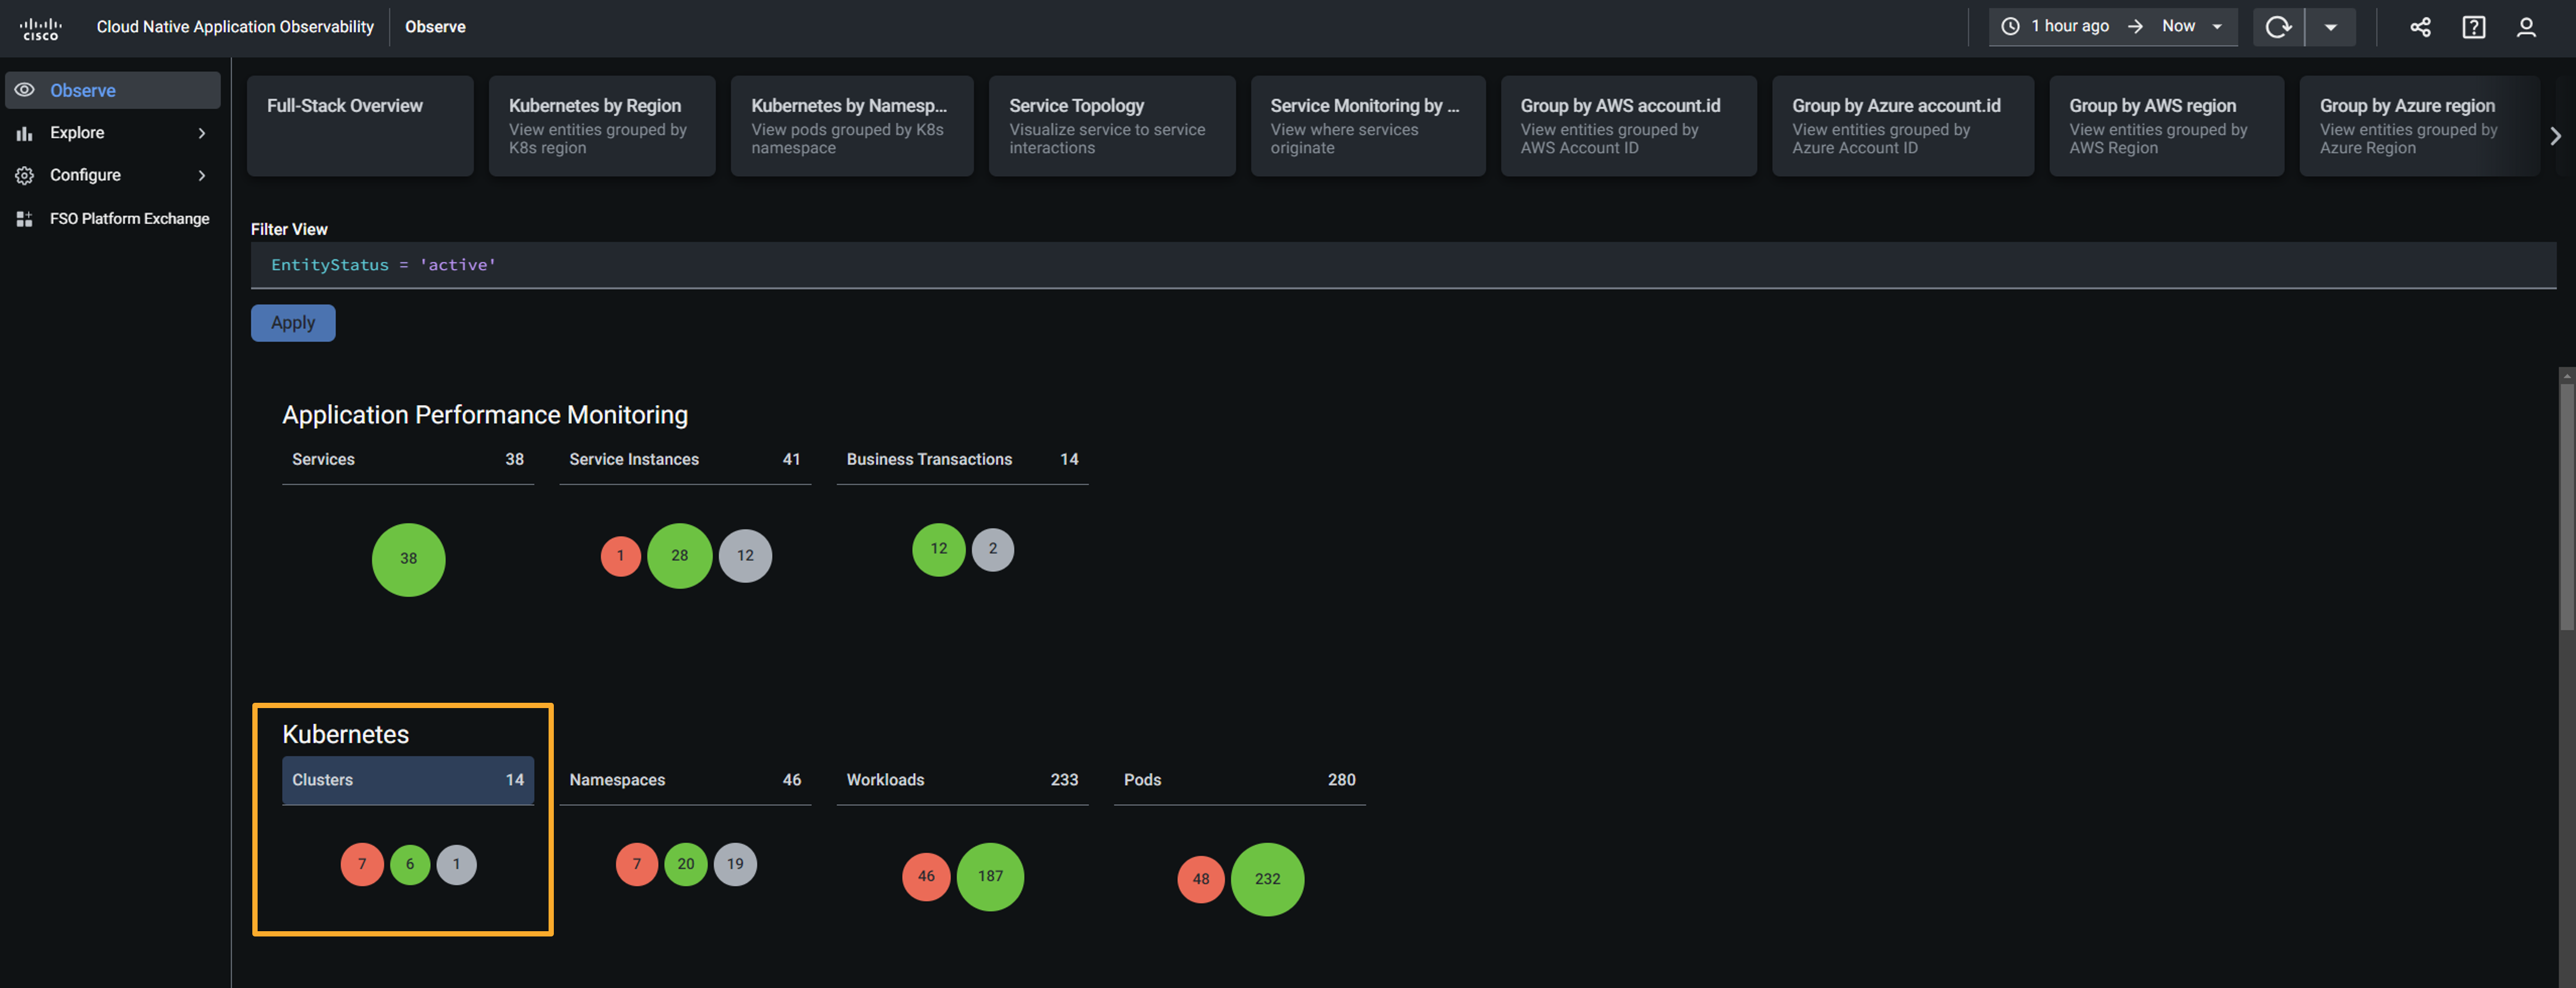 CISCO
Cloud Native Application Observability
Observe
1 hour ago → Now
Observe
Explore
Configure
FSO Platform Exchange
Full-Stack Overview
Kubernetes by Region
View entities grouped by
K8s region
Kubernetes by Namesp...
View pods grouped by K8s
namespace
Service Topology
Visualize service to service
interactions
Service Monitoring by ...
View where services
originate
Group by AWS account.id
View entities grouped by
AWS Account ID
Group by Azure account.id
View entities grouped by
Azure Account ID
Group by AWS region
View entities grouped by
AWS Region
Group by Azure region
View entities grouped by
Azure Region
Filter View
EntityStatus = 'active'
Apply
Application Performance Monitoring
Services 38
38
Service Instances 41
1 28 12
Business Transactions 14
12 2
Kubernetes
Clusters 14
7 6 1
Namespaces 46
7 20 19
Workloads 233
46 187
Pods 280
48 232